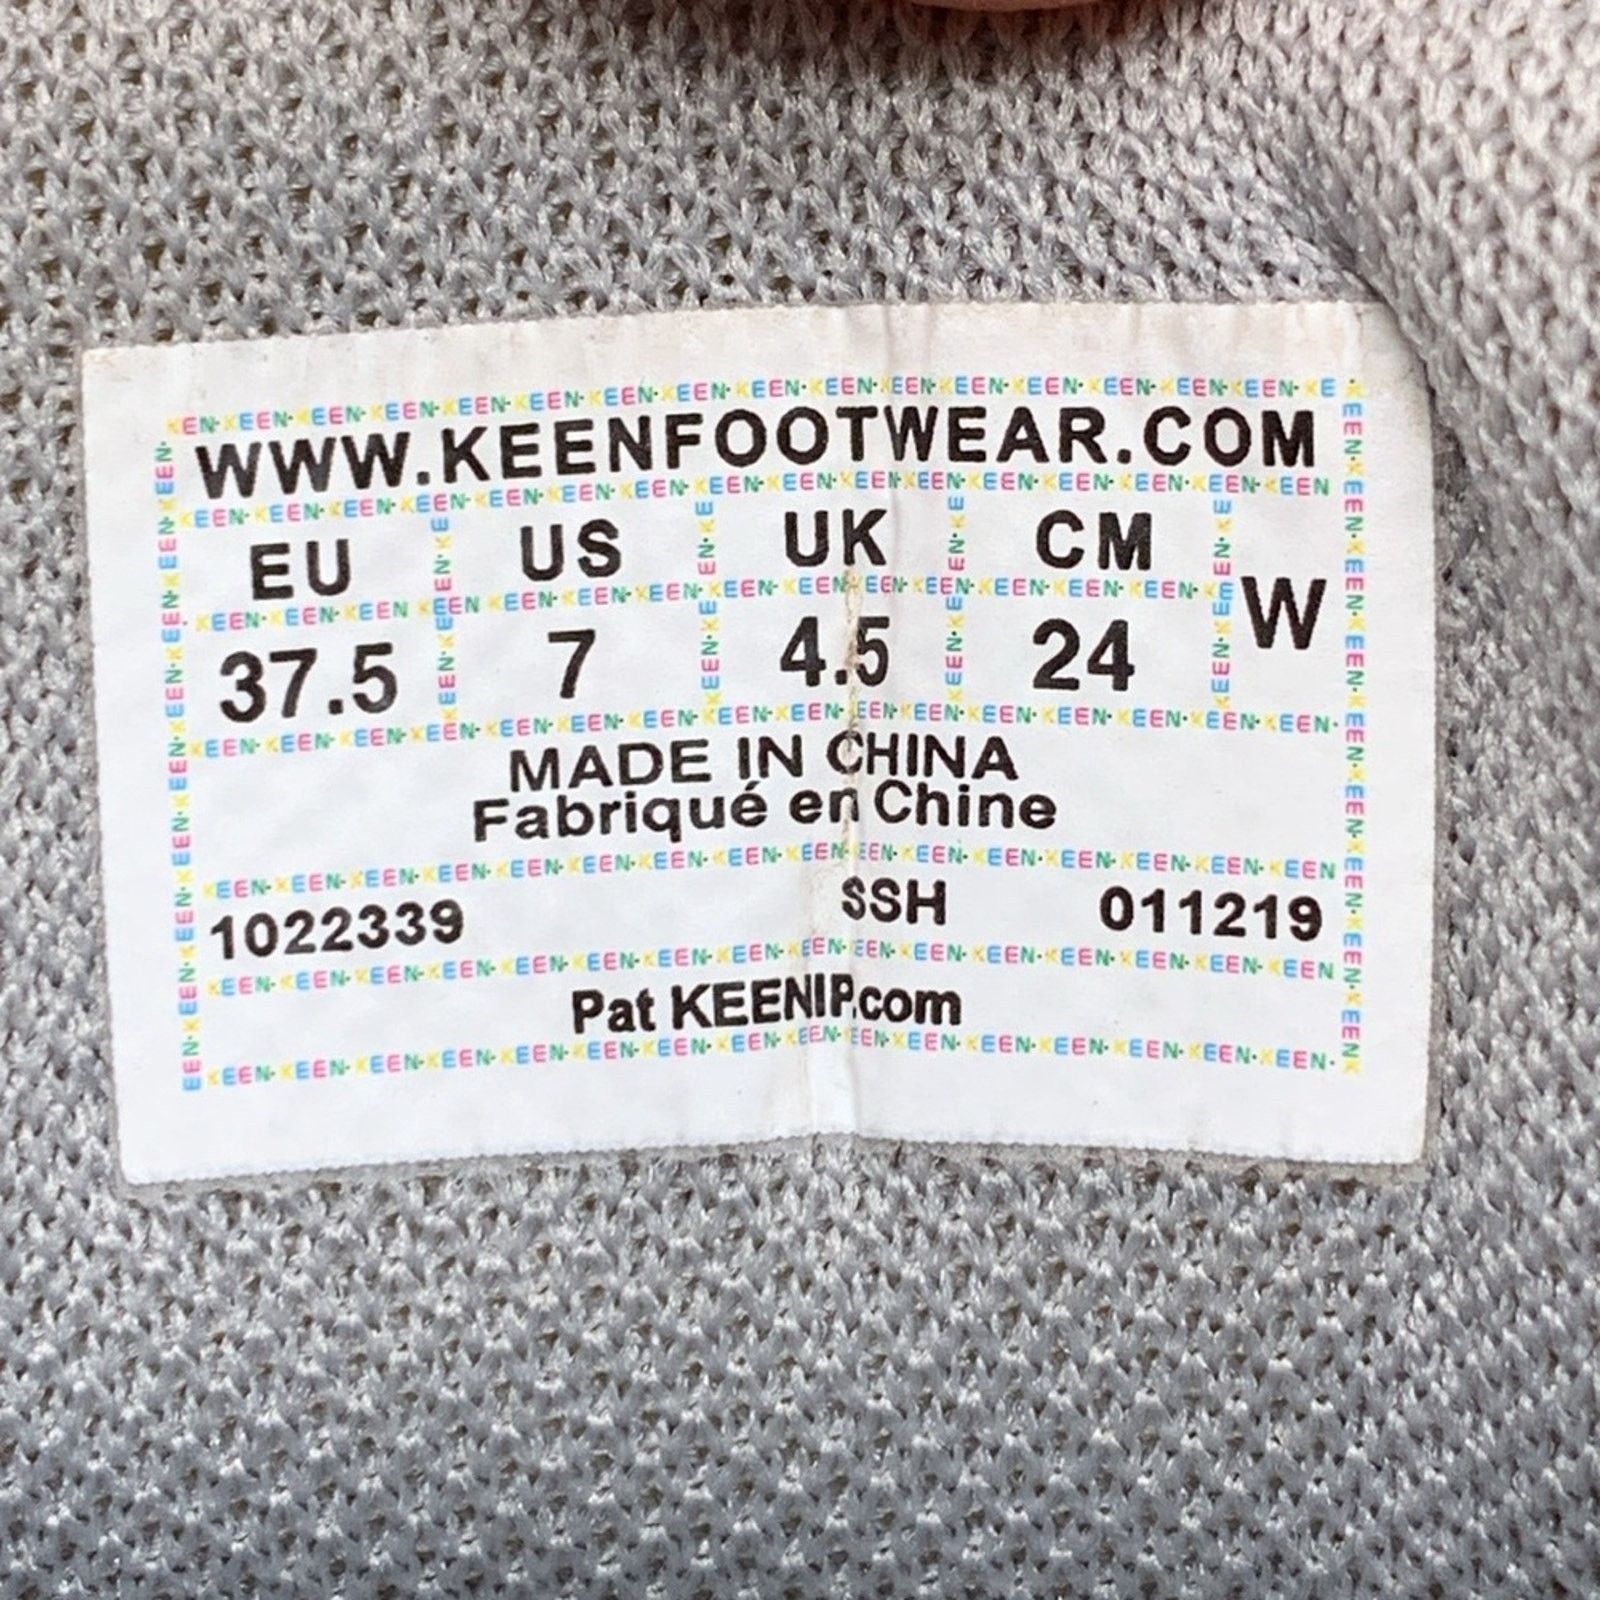 WWW.KEENFOOTWEAR.COM
EU US UK CM W
37.5 7 4.5 24
MADE IN CHINA
Fabriqué en Chine
1022339 SSH 011219
Pat KEENIP.com